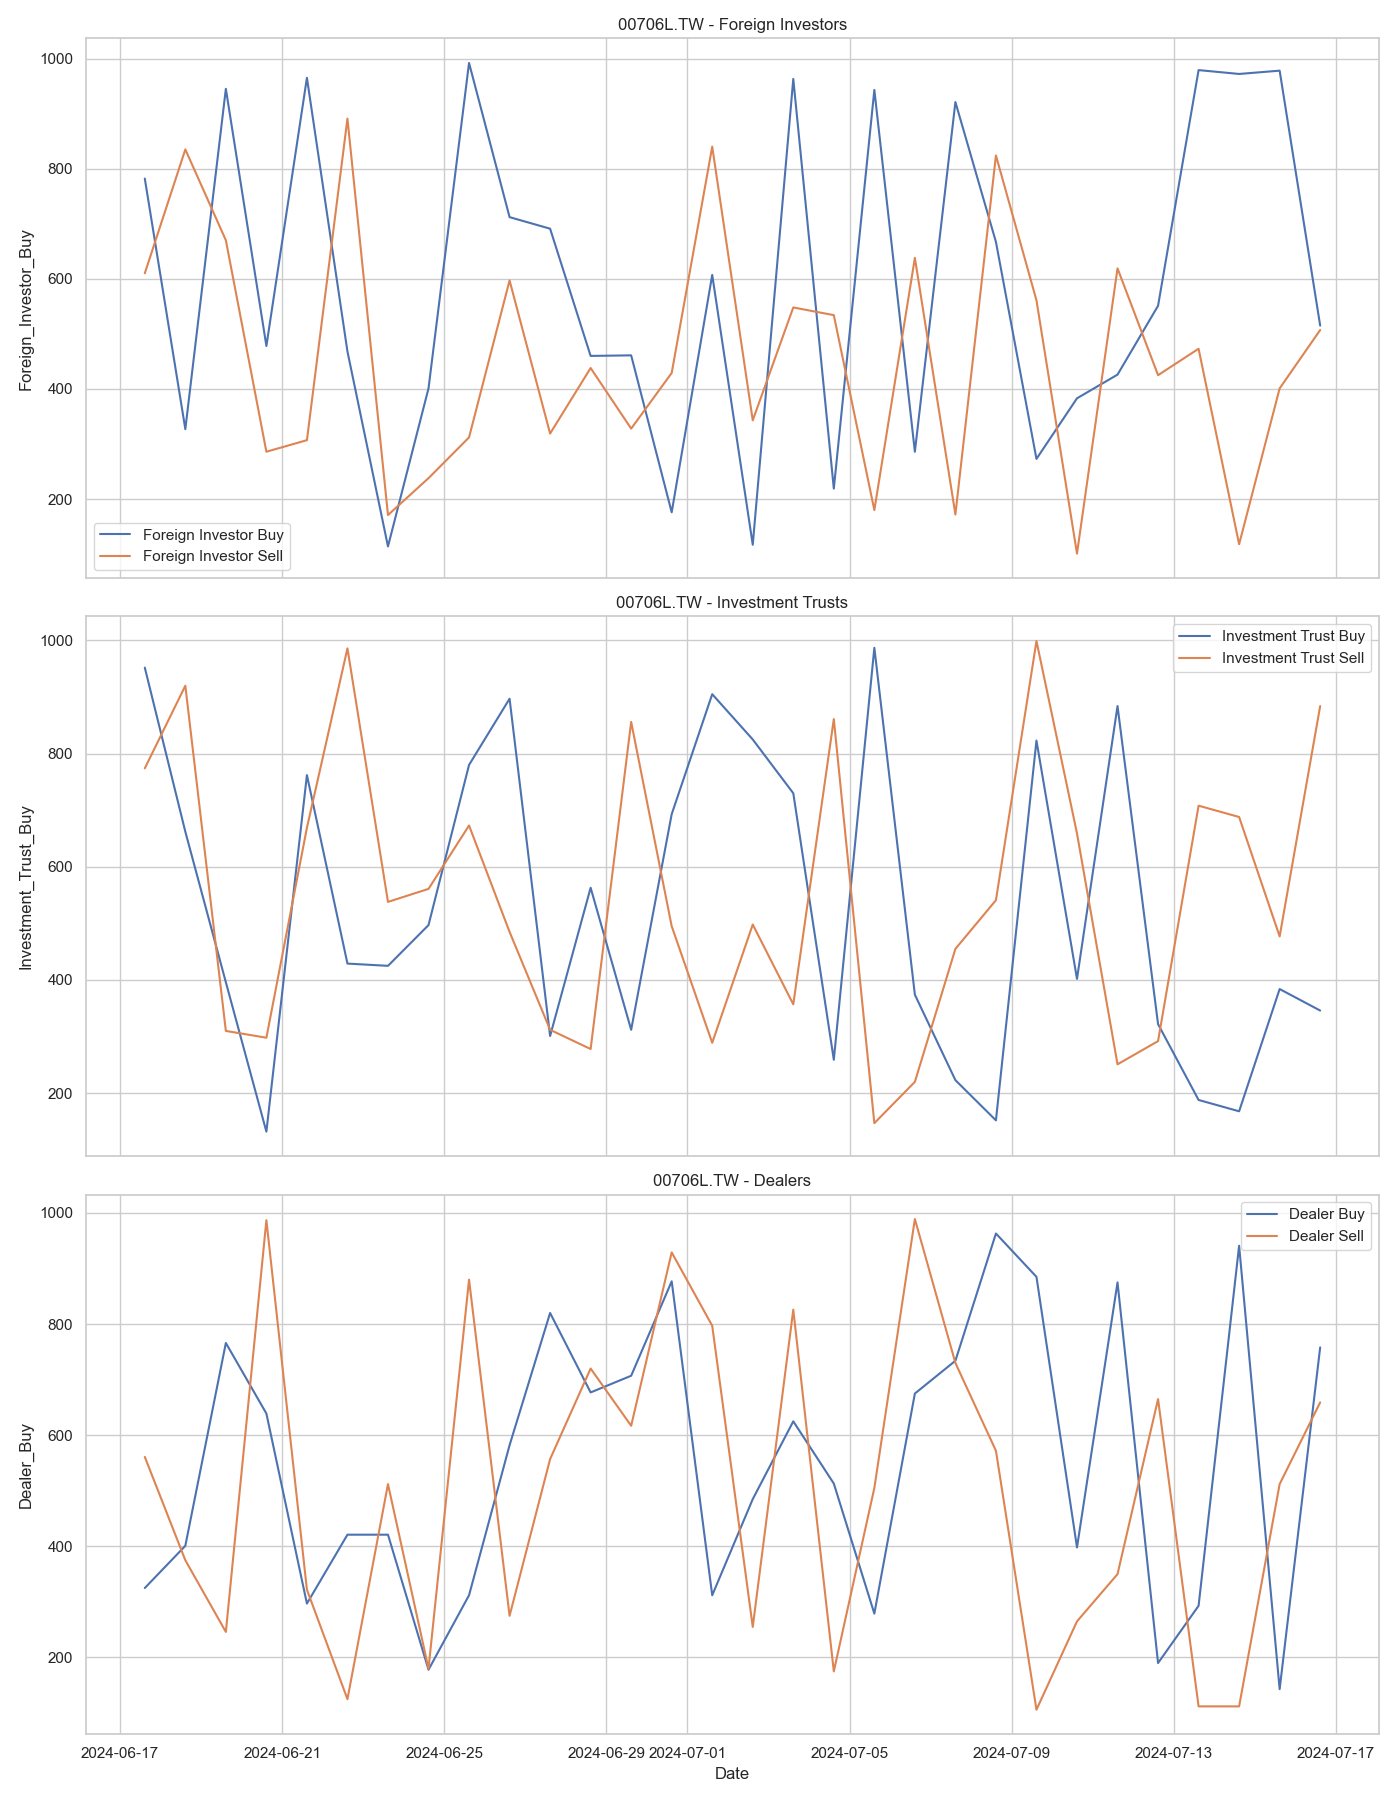 00706L.TW - Foreign Investors
1000
800
600
400
200
Foreign_Investor_Buy
Foreign Investor Buy
Foreign Investor Sell
00706L.TW - Investment Trusts
1000
800
600
400
200
Investment_Trust_Buy
Investment Trust Buy
Investment Trust Sell
00706L.TW - Dealers
1000
800
600
400
200
Dealer_Buy
Dealer Buy
Dealer Sell
2024-06-17 2024-06-21 2024-06-25 2024-06-29 2024-07-01 2024-07-05 2024-07-09 2024-07-13 2024-07-17
Date